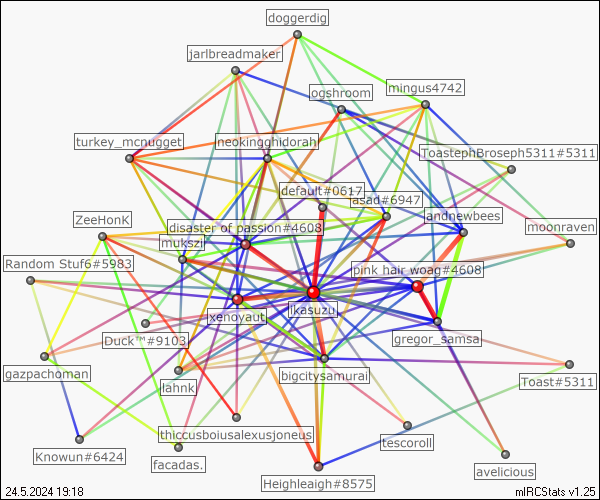 doggerdig
jarlbreadmaker
ogshroom
mingus4742
turkey_mcnugget
neokingghidorah
ToastephBroseph5311#5311
default#0617
asad#6947
landnewbees
ZeeHonK
disaster of passion#4608
mukszi
moonraven
Random Stuf6#5983
pink hair woag#4608
xenoyaut
ikasuzu
Duck™#9103
gregor_samsa
gazpachoman
lahnk
bigcitysamurai
Toast#5311
thiccusboiusalexusjoneus
tescoroll
Knowun#6424
facadas.
avelicious
Heighleaigh#8575
24.5.2024 19:18
mIRCStats v1.25